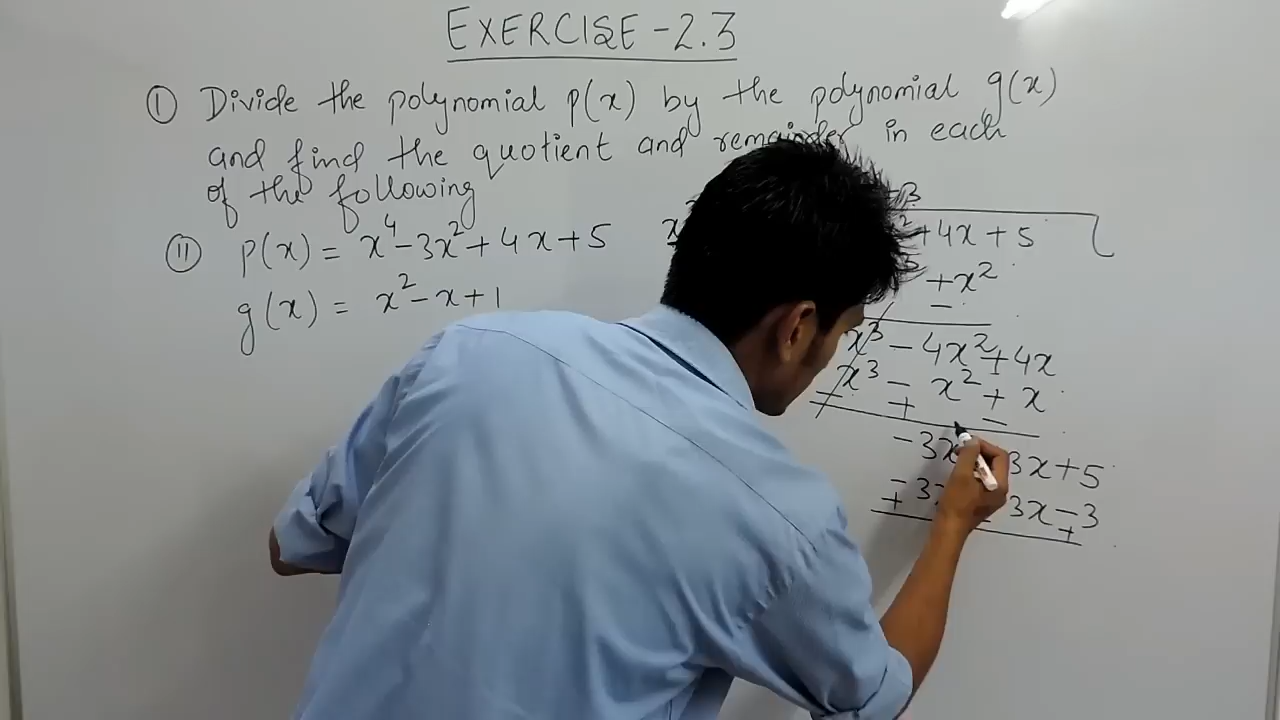 EXERCISE - 2.3
① Divide the polynomial p(x) by the polynomial g(x)
and find the quotient and remainder in each
of the following
⑪ p(x) = x⁴ - 3x² + 4x + 5
g(x) = x² - x + 1
+ 4x + 5
+ x²
−
x³ - 4x² + 4x
x³ - x² + x
− + −
- 3x 3x + 5
- 3 3x - 3
+ +